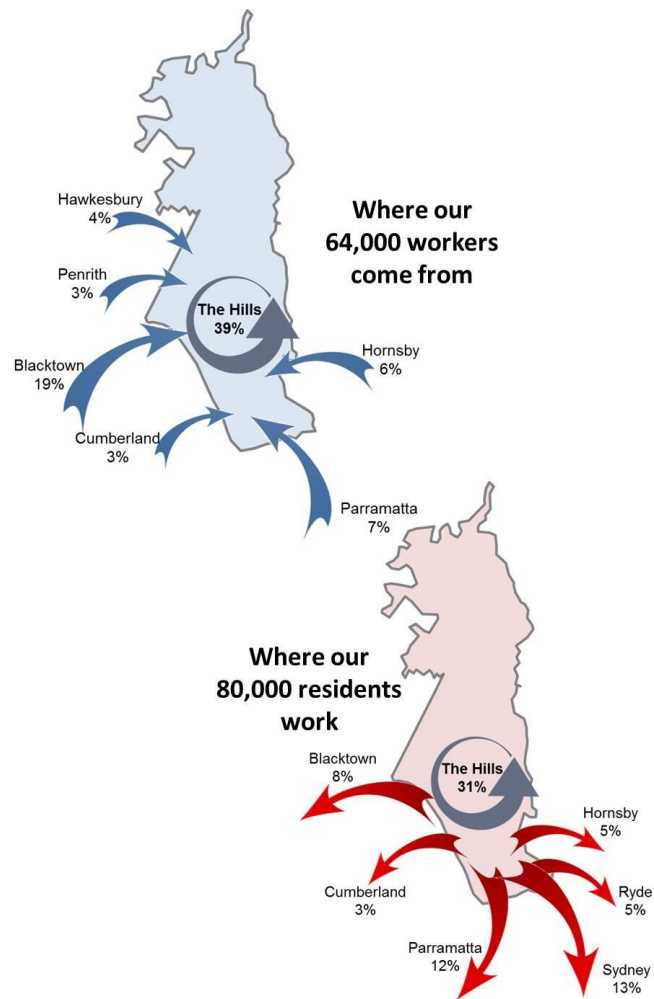 Hawkesbury
4%
Where our
64,000 workers
come from
Penrith
3%
The Hills
39%
Blacktown
19%
Hornsby
6%
Cumberland
3%
Parramatta
7%
Where our
80,000 residents
work
Blacktown
8%
The Hills
31%
Hornsby
5%
Cumberland
3%
Ryde
5%
Parramatta
12%
Sydney
13%